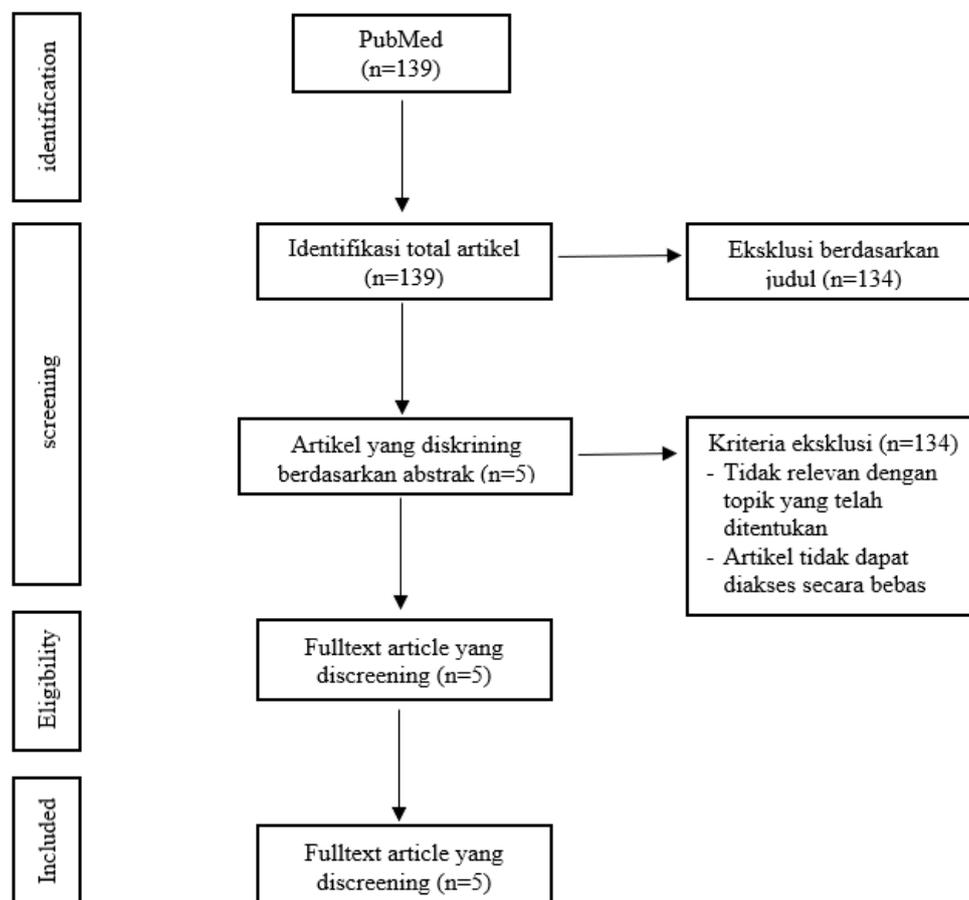 identification
PubMed
(n=139)
screening
Identifikasi total artikel
(n=139)
Eksklusi berdasarkan
judul (n=134)
Artikel yang diskrining
berdasarkan abstrak (n=5)
Kriteria eksklusi (n=134)
- Tidak relevan dengan
topik yang telah
ditentukan
- Artikel tidak dapat
diakses secara bebas
Eligibility
Fulltext article yang
discreening (n=5)
Included
Fulltext article yang
discreening (n=5)